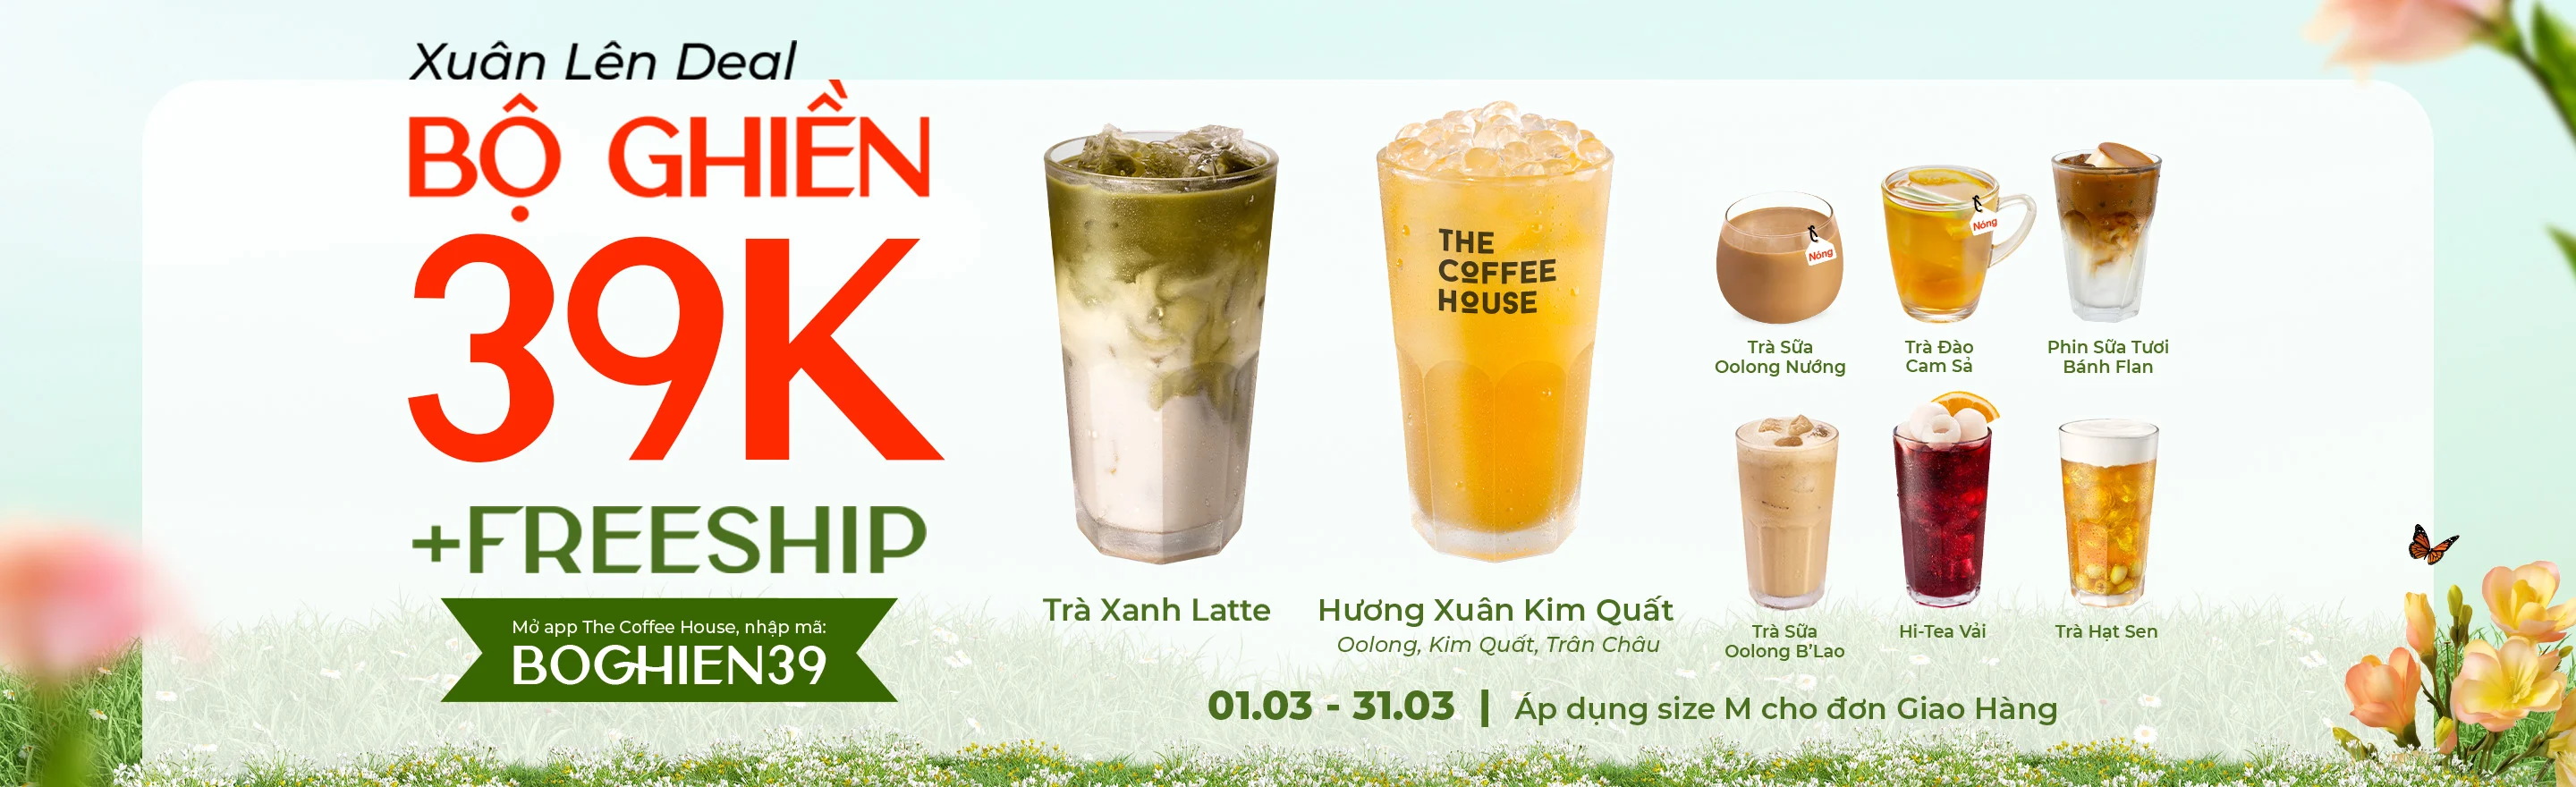 Xuân Lên Deal
BỘ GHIỀN
39K
+FREESHIP
Mở app The Coffee House, nhập mã:
BOGHIEN39
THE
COFFEE
HOUSE
Trà Xanh Latte
Hương Xuân Kim Quất
Oolong, Kim Quất, Trân Châu
Nóng
Trà Sữa
Oolong Nướng
Nóng
Trà Đào
Cam Sả
Phin Sữa Tươi
Bánh Flan
Trà Sữa
Oolong B'Lao
Hi-Tea Vải
Trà Hạt Sen
01.03 - 31.03 | Áp dụng size M cho đơn Giao Hàng